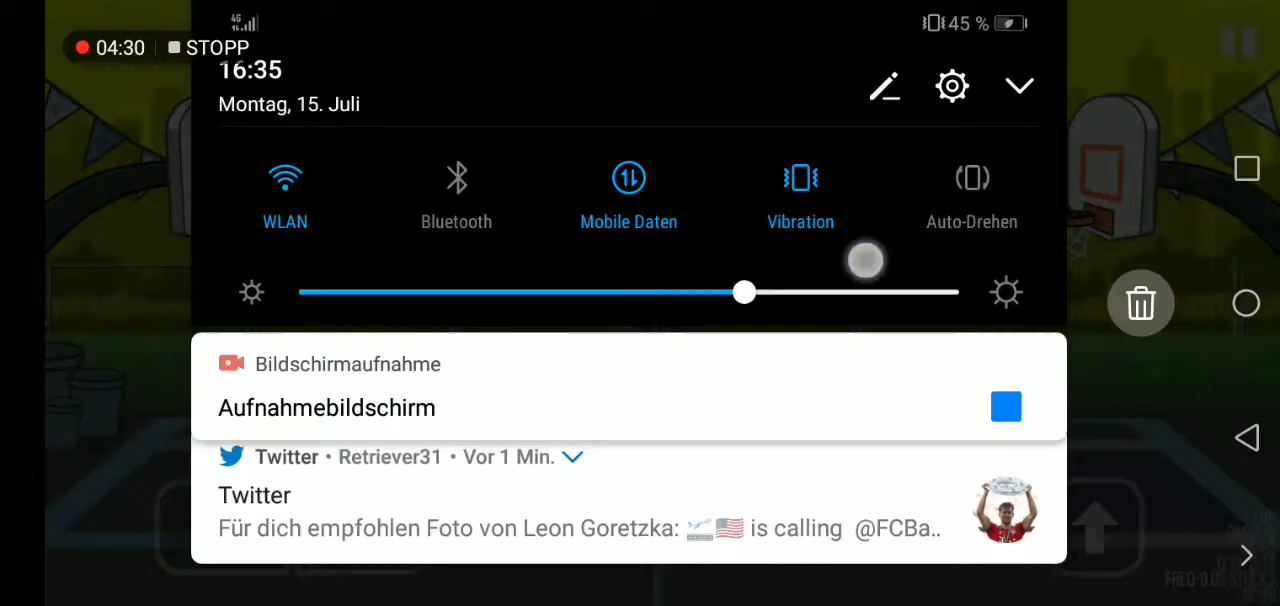 4G
45 %
04:30 STOPP
16:35
Montag, 15. Juli
WLAN Bluetooth Mobile Daten Vibration Auto-Drehen
Bildschirmaufnahme
Aufnahmebildschirm
Twitter • Retriever31 • Vor 1 Min.
Twitter
Für dich empfohlen Foto von Leon Goretzka: 🛫🇺🇸 is calling @FCBa..